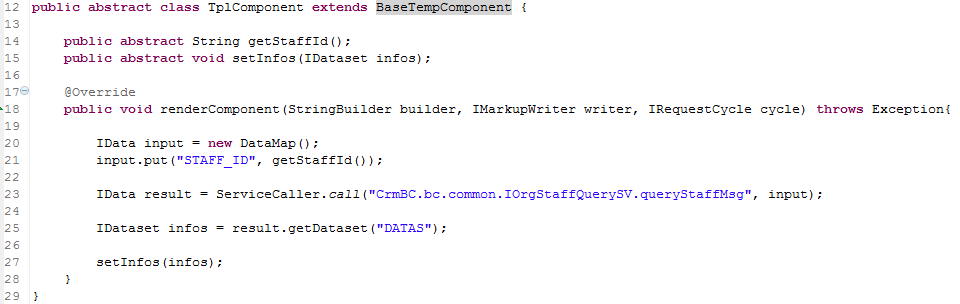 12 public abstract class TplComponent extends BaseTempComponent {
13
14     public abstract String getStaffId();
15     public abstract void setInfos(IDataset infos);
16
17     @Override
18     public void renderComponent(StringBuilder builder, IMarkupWriter writer, IRequestCycle cycle) throws Exception{
19
20         IData input = new DataMap();
21         input.put("STAFF_ID", getStaffId());
22
23         IData result = ServiceCaller.call("CrmBC.bc.common.IOrgStaffQuerySV.queryStaffMsg", input);
24
25         IDataset infos = result.getDataset("DATAS");
26
27         setInfos(infos);
28     }
29 }